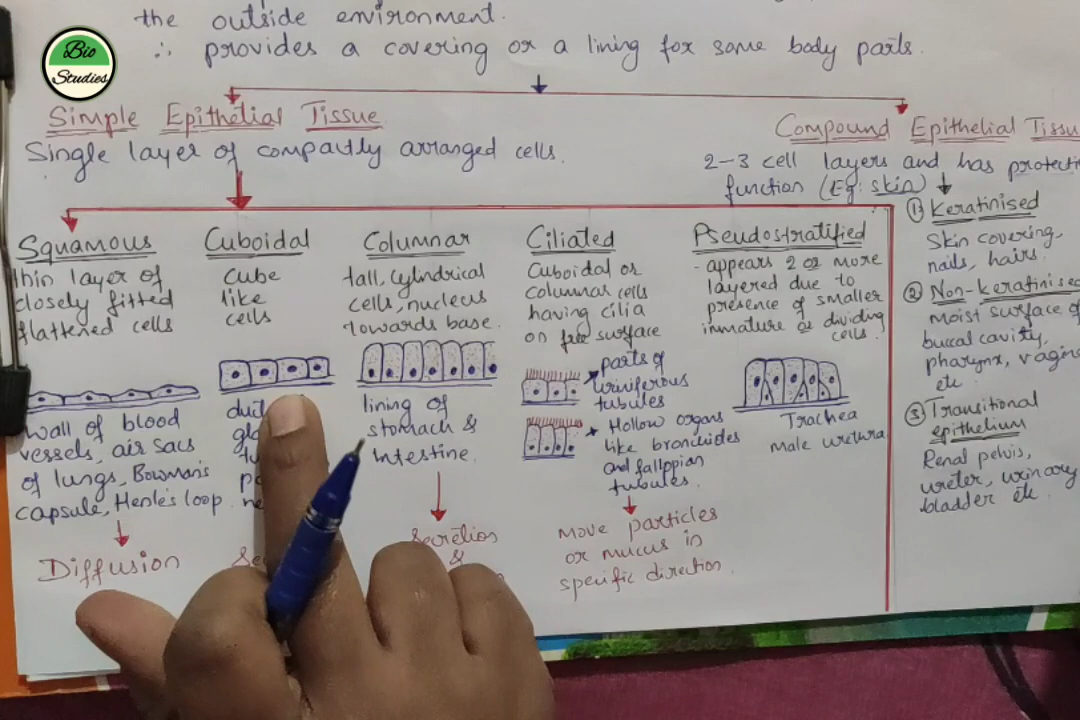 the outside environment.
∴ provides a covering or a lining for some body parts.
Bio
Studies
Simple Epithelial Tissue
Single layer of compactly arranged cells.
Compound Epithelial Tissu
2-3 cell layers and has protecti
function (Eg: skin)
Squamous
thin layer of
closely fitted
flattened cells
wall of blood
vessels, air sacs
of lungs, Bowman's
capsule, Henle's loop.
Diffusion
Cuboidal
Cube
like
cells
Columnar
tall, cylindrical
cells, nucleus
towards base.
lining of
stomach &
Intestine.
Secretion
&
Ciliated
Cuboidal or
columnar cells
having cilia
on free surface
parts of
uriniferous
tubules
Hollow organs
like bronchides
and fallppian
tubules.
Move particles
or mucus in
specific direction.
Pseudostratified
- appears 2 or more
layered due to
presence of smaller
immature or dividing
cells.
Trachea
male urethra
① Keratinised
Skin covering,
nails, hairs.
② Non-keratinised
Moist surface of
buccal cavity,
pharynx, vagin
etc.
③ Transitional
epithelium
Renal pelvis,
ureter, urinary
bladder etc.